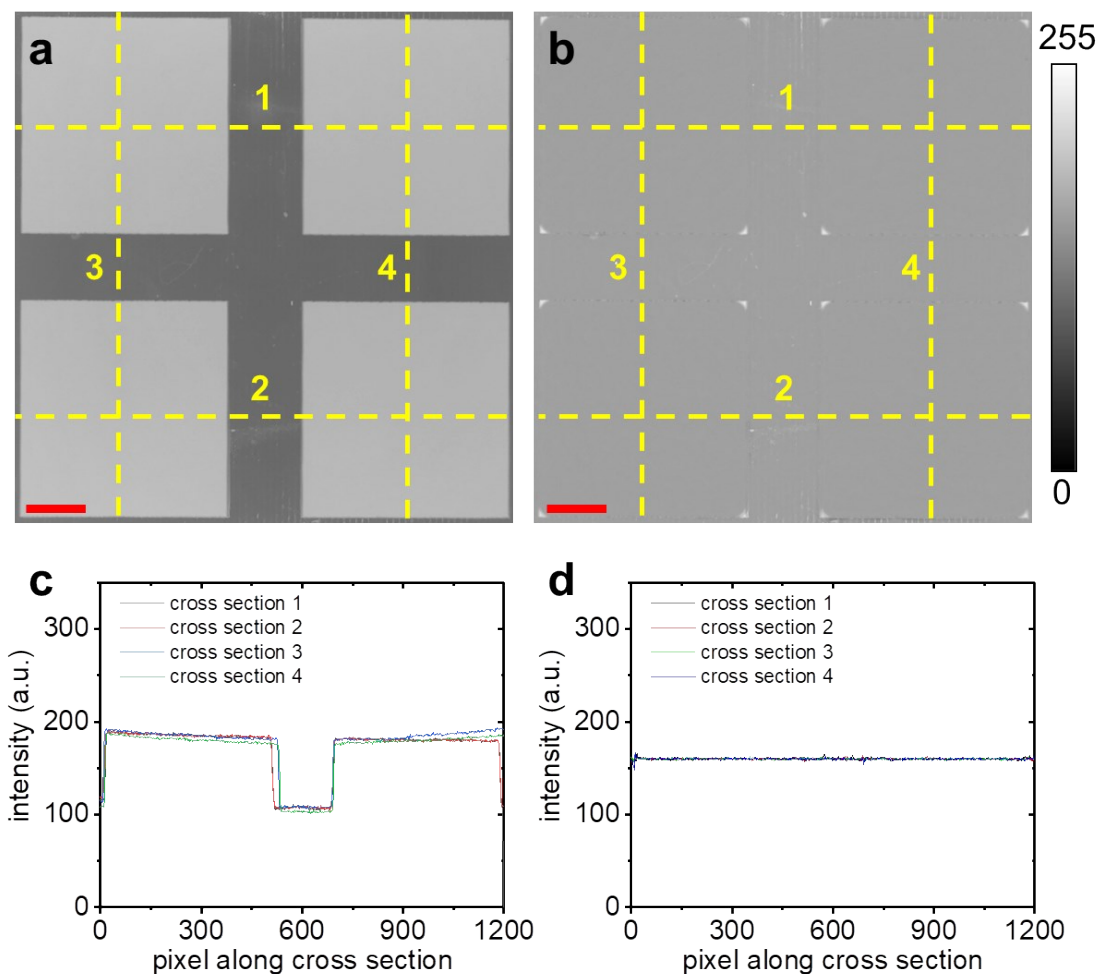 a
b
255
1
1
3
4
3
4
2
2
0
c
d
cross section 1
cross section 2
cross section 3
cross section 4
cross section 1
cross section 2
cross section 3
cross section 4
300
200
100
0
intensity (a.u.)
0 300 600 900 1200
pixel along cross section
300
200
100
0
intensity (a.u.)
0 300 600 900 1200
pixel along cross section